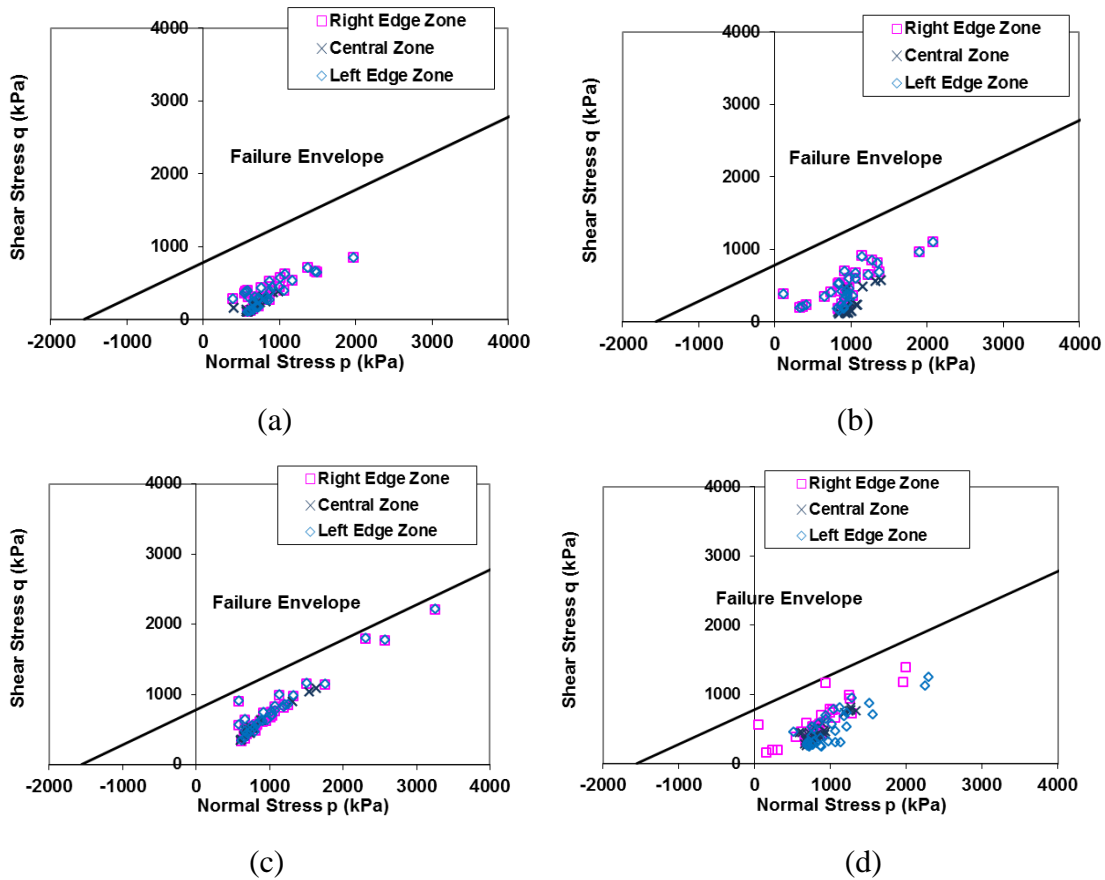 Right Edge Zone
Central Zone
Left Edge Zone
Shear Stress q (kPa)
4000
3000
2000
1000
0
Failure Envelope
-2000 -1000 0 1000 2000 3000 4000
Normal Stress p (kPa)
(a)
Right Edge Zone
Central Zone
Left Edge Zone
Shear Stress q (kPa)
4000
3000
2000
1000
0
Failure Envelope
-2000 -1000 0 1000 2000 3000 4000
Normal Stress p (kPa)
(b)
Right Edge Zone
Central Zone
Left Edge Zone
Shear Stress q (kPa)
4000
3000
2000
1000
0
Failure Envelope
-2000 -1000 0 1000 2000 3000 4000
Normal Stress p (kPa)
(c)
Right Edge Zone
Central Zone
Left Edge Zone
Shear Stress q (kPa)
4000
3000
2000
1000
0
Failure Envelope
-2000 -1000 0 1000 2000 3000 4000
Normal Stress p (kPa)
(d)